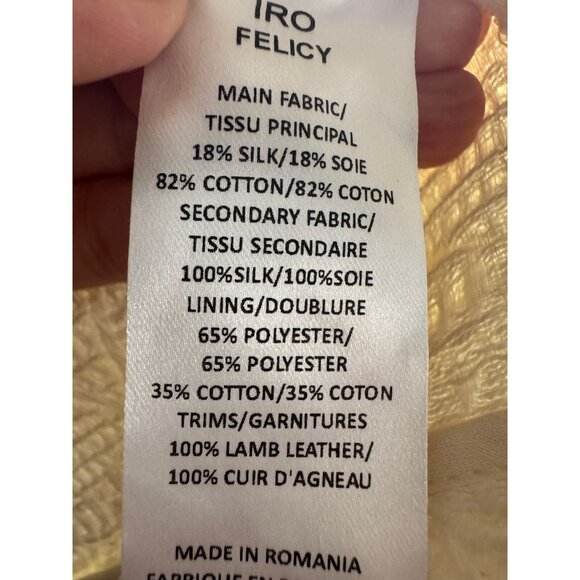 IRO
FELICY
MAIN FABRIC/
TISSU PRINCIPAL
18% SILK/18% SOIE
82% COTTON/82% COTON
SECONDARY FABRIC/
TISSU SECONDAIRE
100%SILK/100%SOIE
LINING/DOUBLURE
65% POLYESTER/
65% POLYESTER
35% COTTON/35% COTON
TRIMS/GARNITURES
100% LAMB LEATHER/
100% CUIR D'AGNEAU
MADE IN ROMANIA
FABRIQUE EN